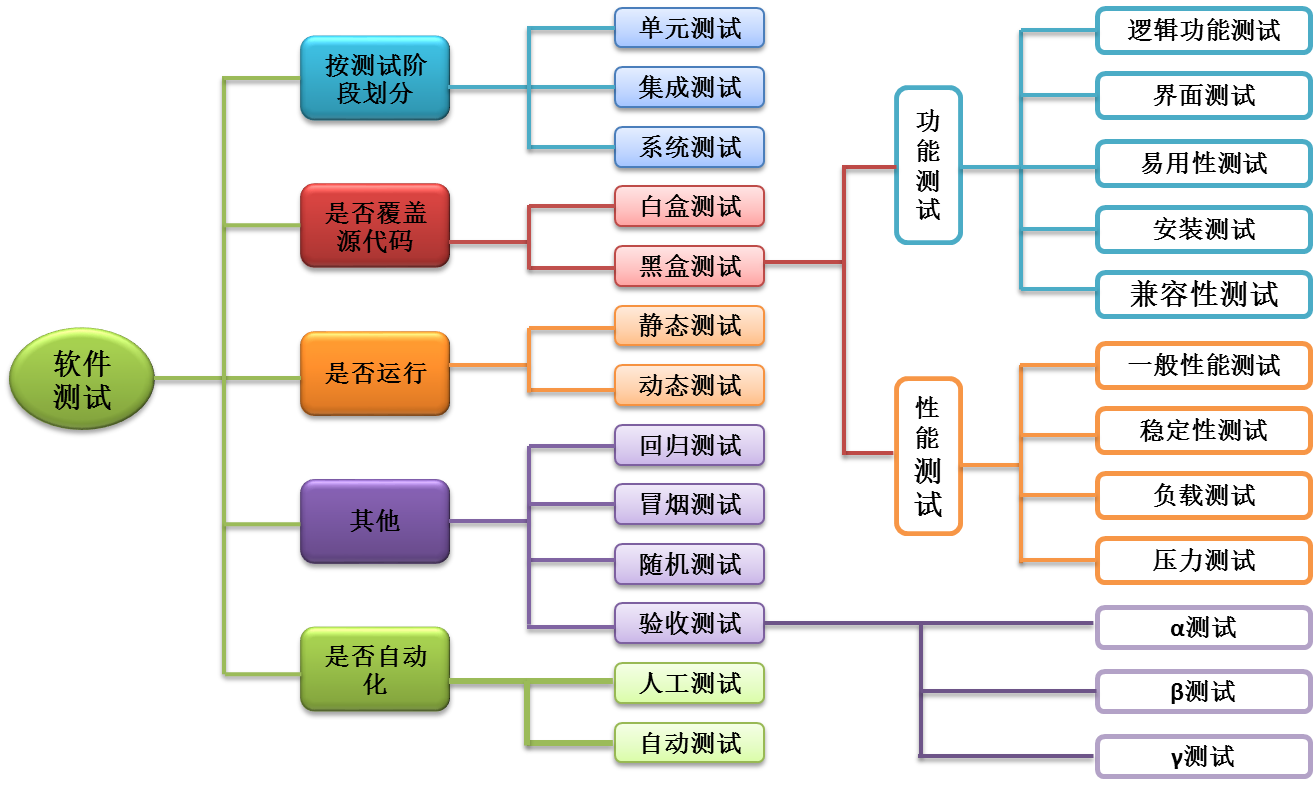 软件
测试
按测试阶
段划分
单元测试
集成测试
系统测试
是否覆盖
源代码
白盒测试
黑盒测试
功
能
测
试
逻辑功能测试
界面测试
易用性测试
安装测试
兼容性测试
性
能
测
试
一般性能测试
稳定性测试
负载测试
压力测试
是否运行
静态测试
动态测试
其他
回归测试
冒烟测试
随机测试
验收测试
α测试
β测试
γ测试
是否自动
化
人工测试
自动测试